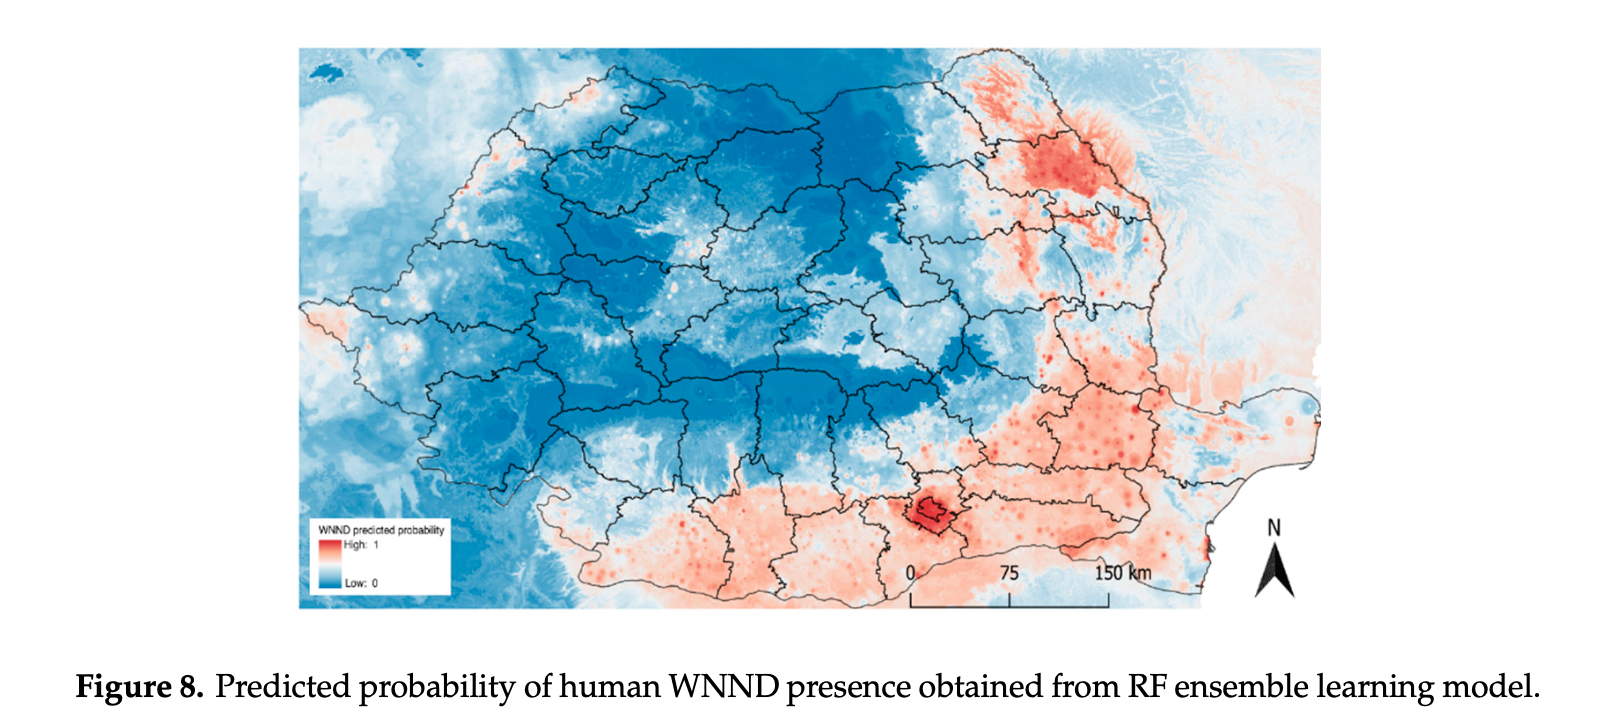 WNND predicted probability
High: 1
Low: 0
0 75 150 km
N
Figure 8. Predicted probability of human WNND presence obtained from RF ensemble learning model.